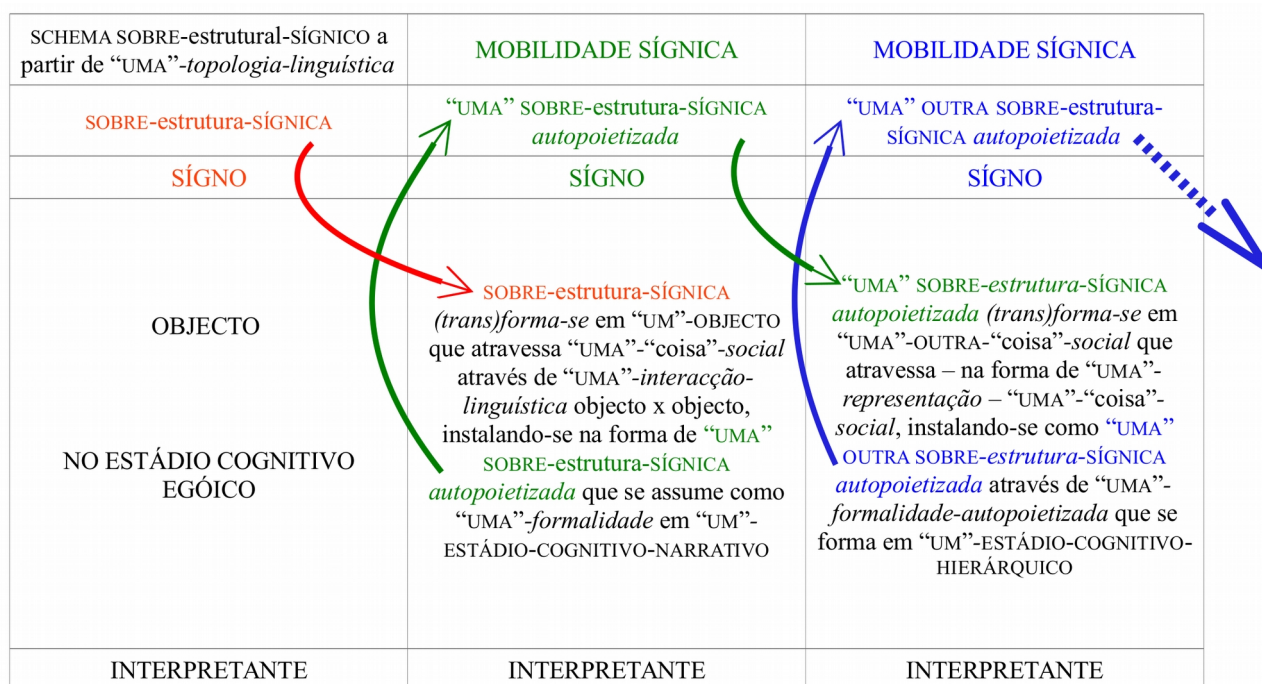 SCHEMA SOBRE-estrutural-SÍGNICO a
partir de “UMA”-topologia-linguística
MOBILIDADE SÍGNICA
MOBILIDADE SÍGNICA
SOBRE-estrutura-SÍGNICA
“UMA” SOBRE-estrutura-SÍGNICA
autopoietizada
“UMA” OUTRA SOBRE-estrutura-
SÍGNICA autopoietizada
SÍGNO
SÍGNO
SÍGNO
OBJECTO
NO ESTÁDIO COGNITIVO
EGÓICO
SOBRE-estrutura-SÍGNICA
(trans)forma-se em “UM”-OBJECTO
que atravessa “UMA”-“coisa”-social
através de “UMA”-interacção-
linguística objecto x objecto,
instalando-se na forma de “UMA”
SOBRE-estrutura-SÍGNICA
autopoietizada que se assume como
“UMA”-formalidade em “UM”-
ESTÁDIO-COGNITIVO-NARRATIVO
“UMA” SOBRE-estrutura-SÍGNICA
autopoietizada (trans)forma-se em
“UMA”-OUTRA-“coisa”-social que
atravessa – na forma de “UMA”-
representação – “UMA”-“coisa”-
social, instalando-se como “UMA”
OUTRA SOBRE-estrutura-SÍGNICA
autopoietizada através de “UMA”-
formalidade-autopoietizada que se
forma em “UM”-ESTÁDIO-COGNITIVO-
HIERÁRQUICO
INTERPRETANTE
INTERPRETANTE
INTERPRETANTE